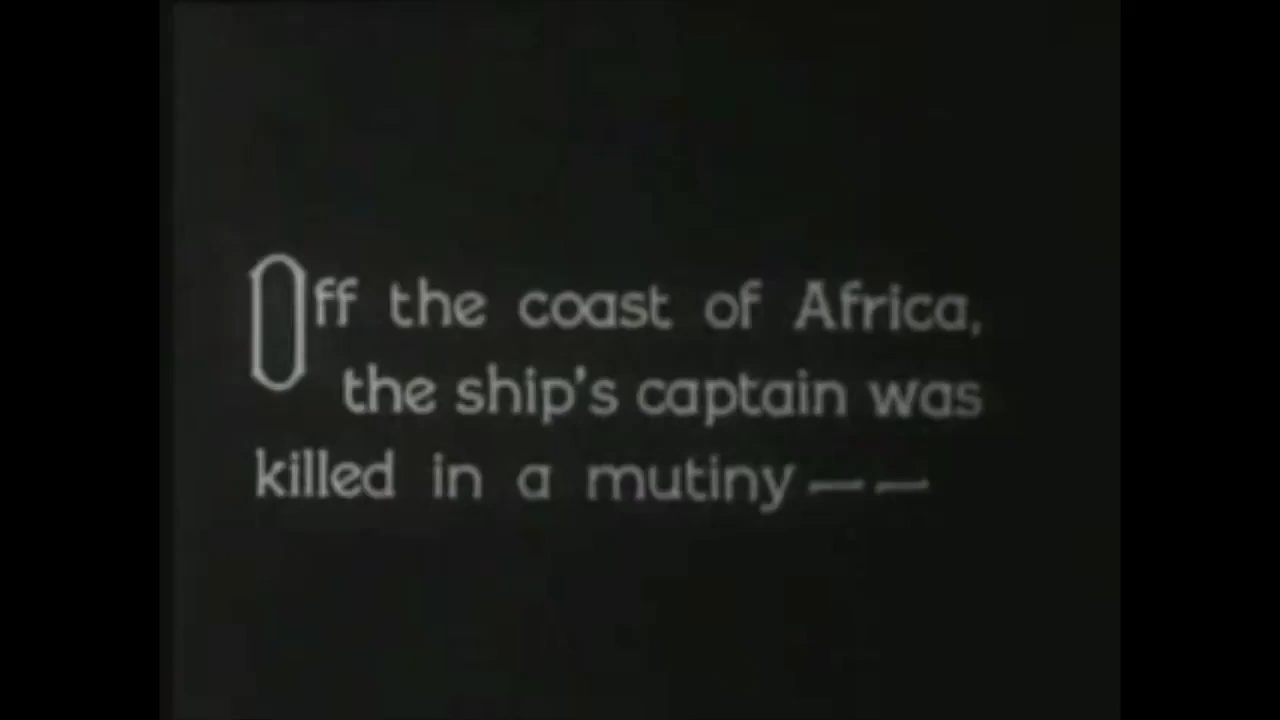 Off the coast of Africa,
the ship's captain was
killed in a mutiny — —